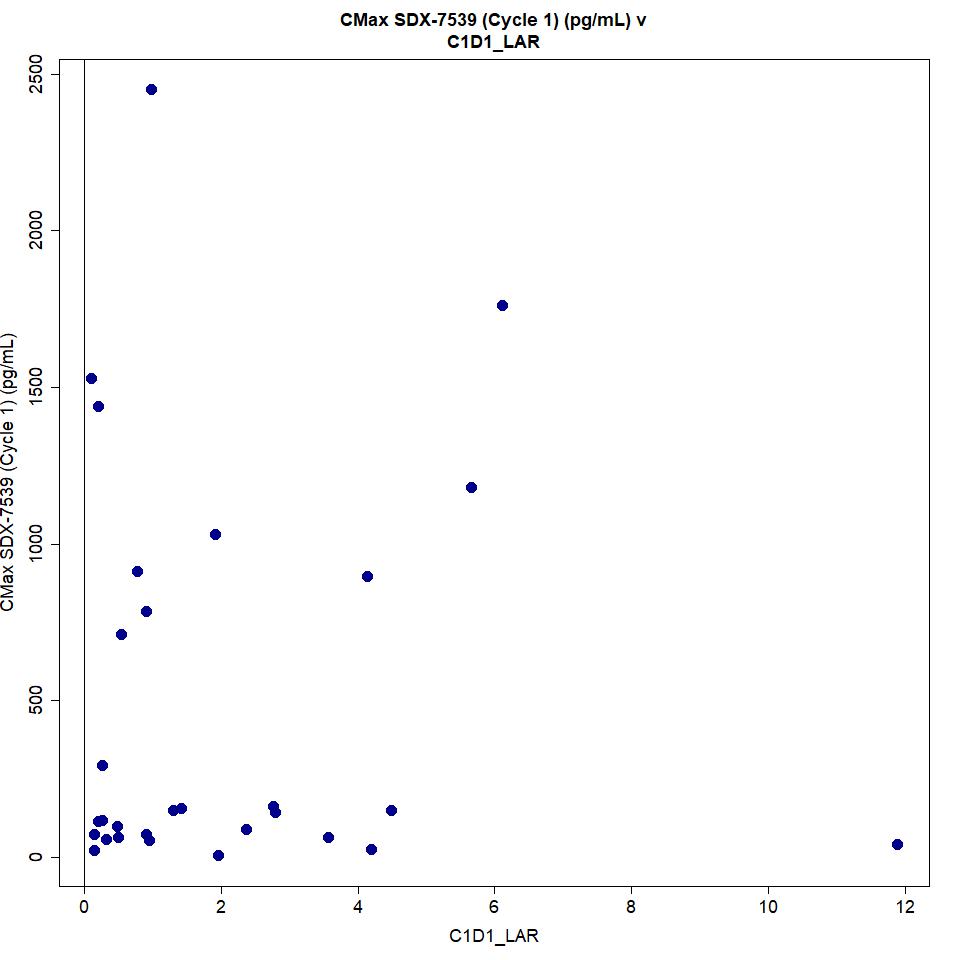 CMax SDX-7539 (Cycle 1) (pg/mL) v
C1D1_LAR
CMax SDX-7539 (Cycle 1) (pg/mL)
2500
2000
1500
1000
500
0
0 2 4 6 8 10 12
C1D1_LAR